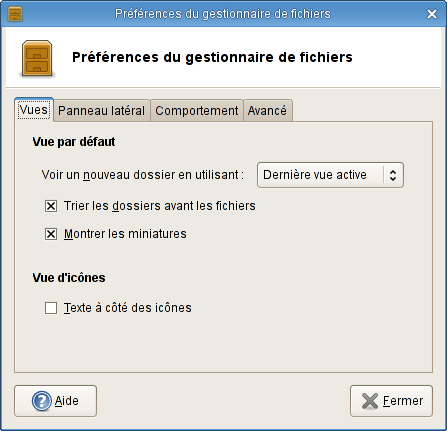 Préférences du gestionnaire de fichiers
Préférences du gestionnaire de fichiers
Vues Panneau latéral Comportement Avancé
Vue par défaut
Voir un nouveau dossier en utilisant : Dernière vue active
Trier les dossiers avant les fichiers
Montrer les miniatures
Vue d'icônes
Texte à côté des icônes
Aide Fermer